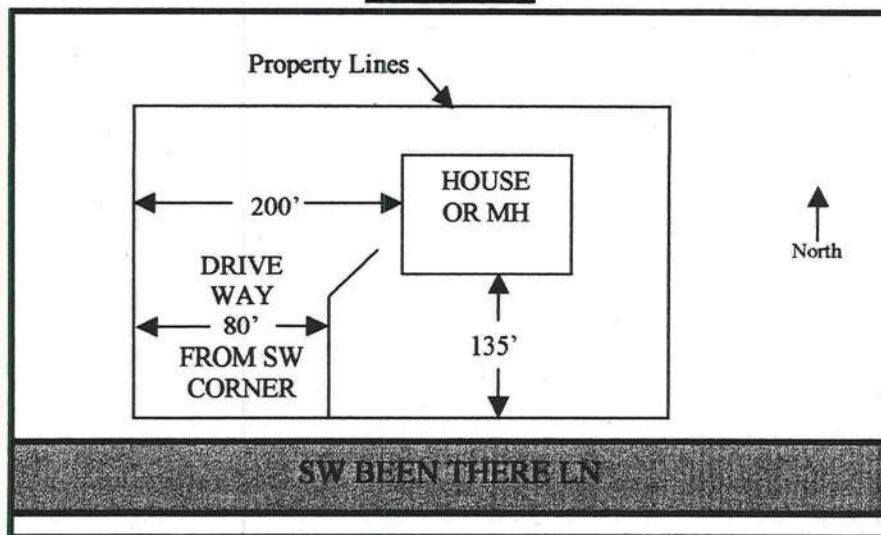 Property Lines
HOUSE
OR MH
200’
North
DRIVE
WAY
80’
FROM SW
CORNER
135’
SW BEEN THERE LN